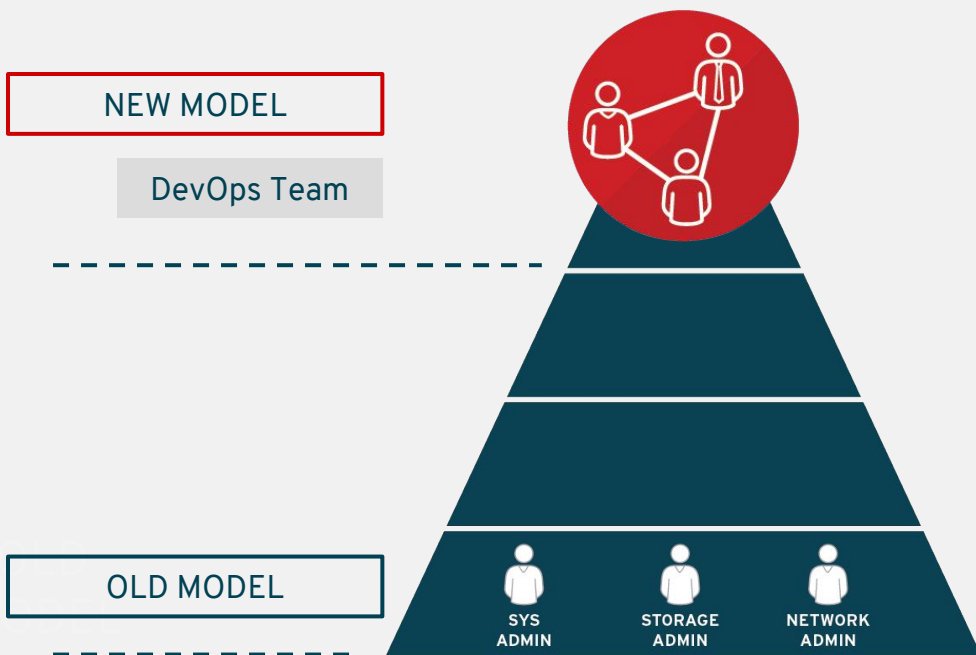 NEW MODEL
DevOps Team
OLD MODEL
SYS
ADMIN
STORAGE
ADMIN
NETWORK
ADMIN